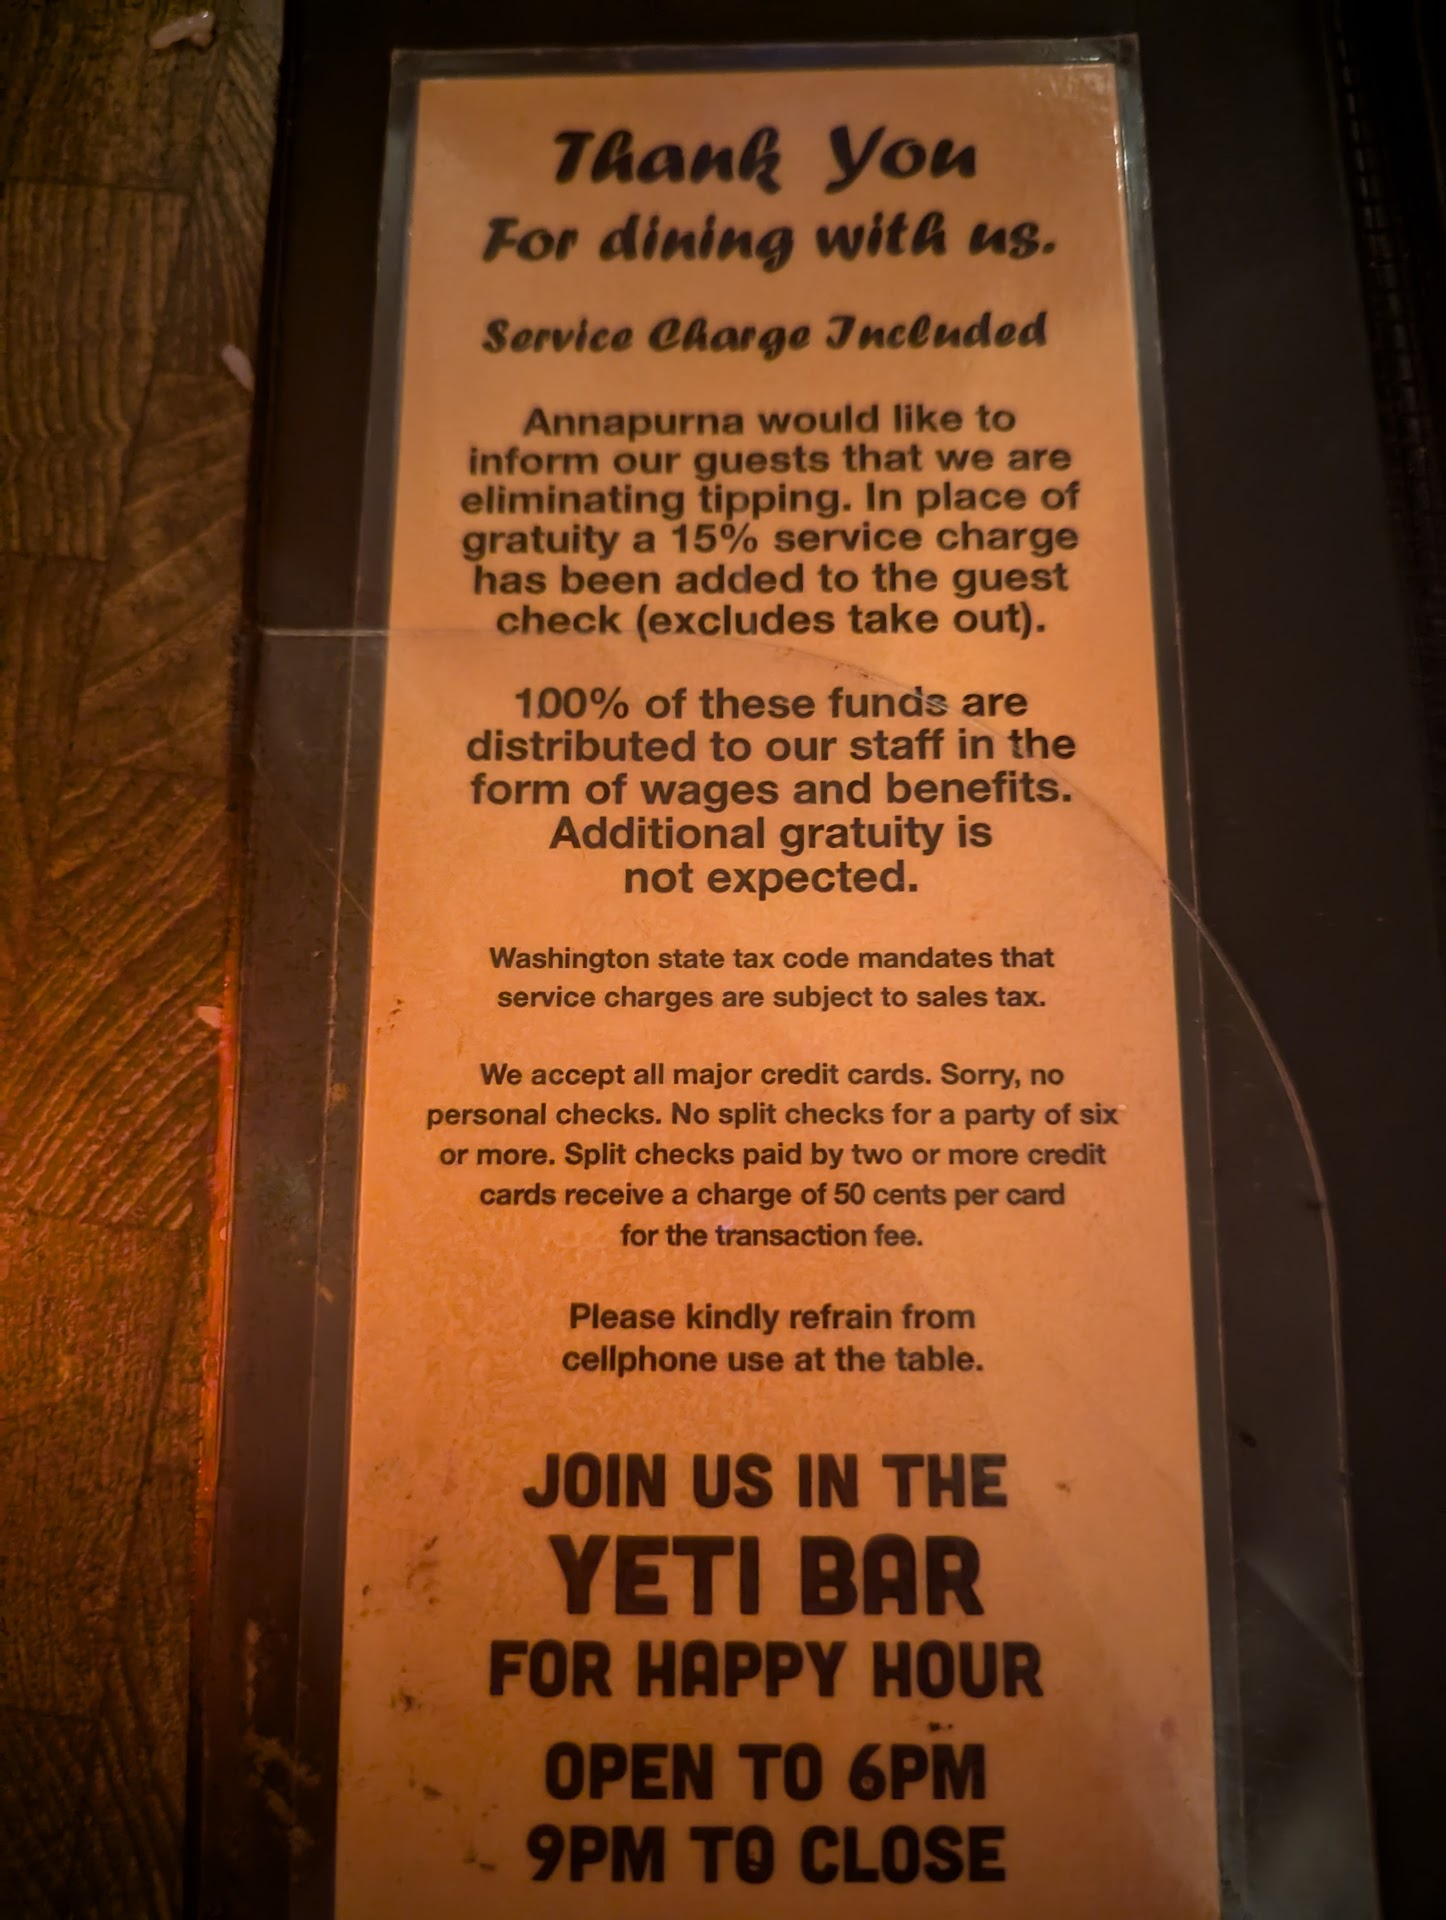 Thank You
For dining with us.
Service Charge Included
Annapurna would like to
inform our guests that we are
eliminating tipping. In place of
gratuity a 15% service charge
has been added to the guest
check (excludes take out).
100% of these funds are
distributed to our staff in the
form of wages and benefits.
Additional gratuity is
not expected.
Washington state tax code mandates that
service charges are subject to sales tax.
We accept all major credit cards. Sorry, no
personal checks. No split checks for a party of six
or more. Split checks paid by two or more credit
cards receive a charge of 50 cents per card
for the transaction fee.
Please kindly refrain from
cellphone use at the table.
JOIN US IN THE
YETI BAR
FOR HAPPY HOUR
OPEN TO 6PM
9PM TO CLOSE